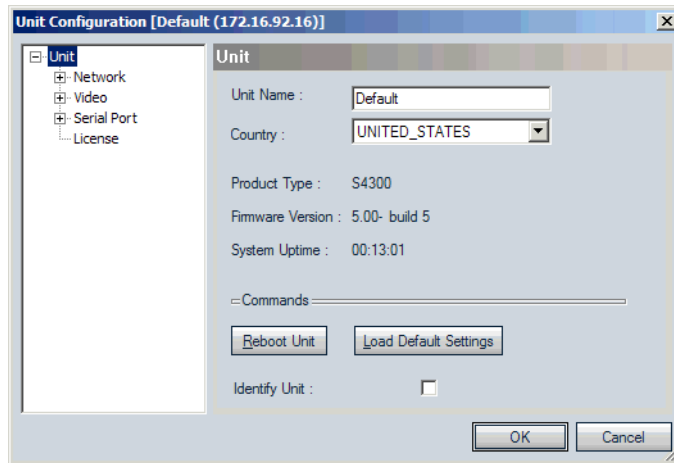 Unit Configuration [Default (172.16.92.16)]
Unit
Network
Video
Serial Port
License
Unit
Unit Name : Default
Country : UNITED_STATES
Product Type : S4300
Firmware Version : 5.00- build 5
System Uptime : 00:13:01
Commands
Reboot Unit Load Default Settings
Identify Unit :
OK Cancel